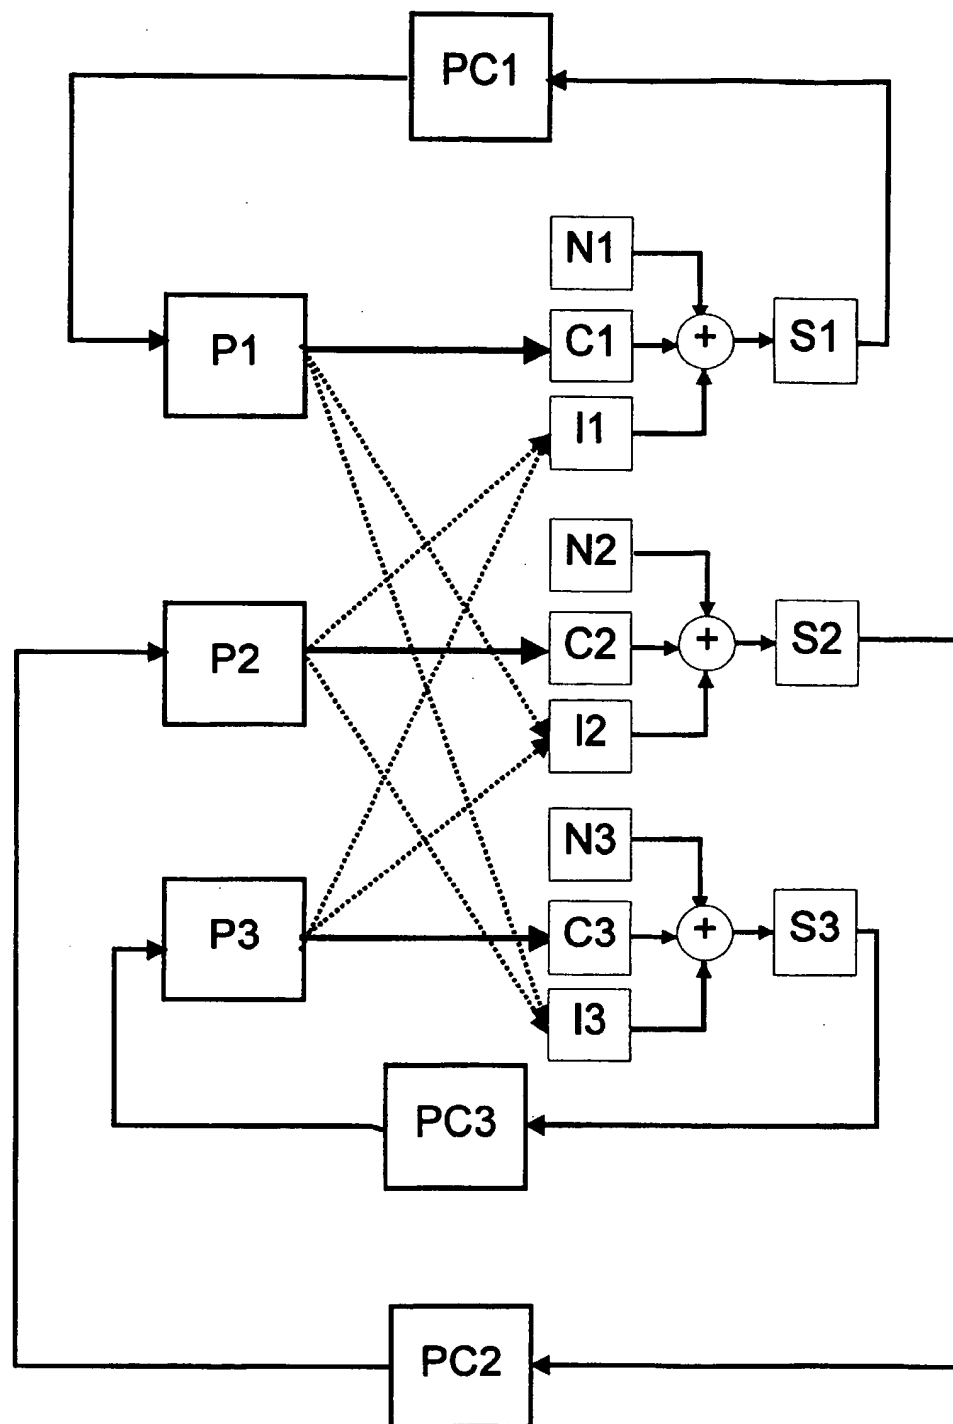 PC1
N1
P1
C1
+
S1
I1
N2
P2
C2
+
S2
I2
N3
P3
C3
+
S3
I3
PC3
PC2